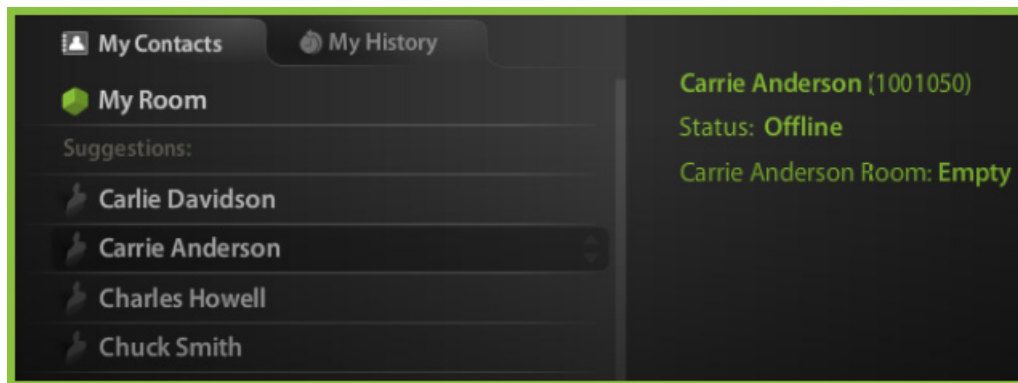 My Contacts
My History
My Room
Suggestions:
Carlie Davidson
Carrie Anderson
Charles Howell
Chuck Smith
Carrie Anderson (1001050)
Status: Offline
Carrie Anderson Room: Empty